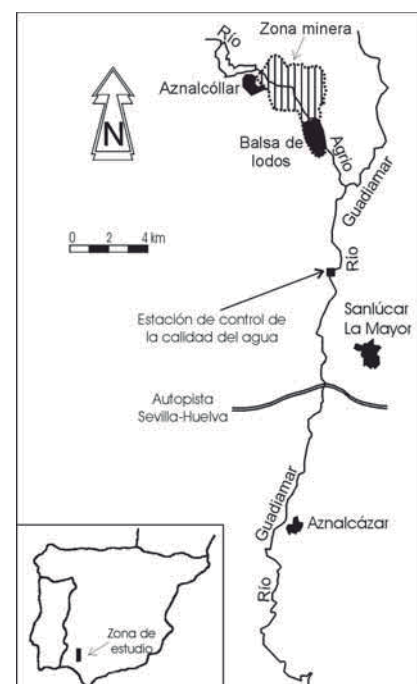 Río
Zona minera
Aznalcóllar
Balsa de
lodos
Agrio
Guadiamar
Río
N
0 2 4 km
Estación de control de
la calidad del agua
Sanlúcar
La Mayor
Autopista
Sevilla-Huelva
Guadiamar
Río
Aznalcázar
Zona de
estudio